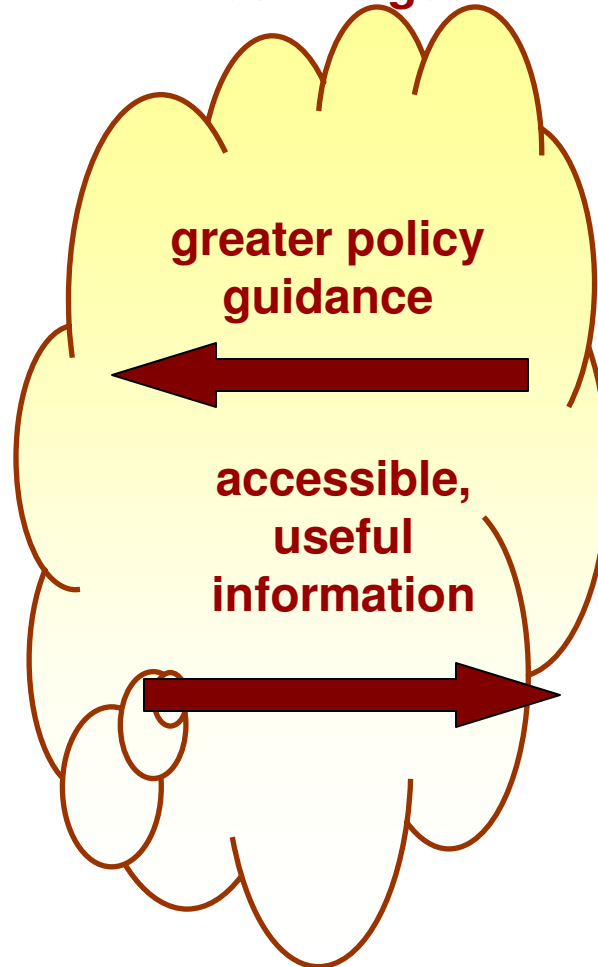 greater policy
guidance
accessible,
useful
information